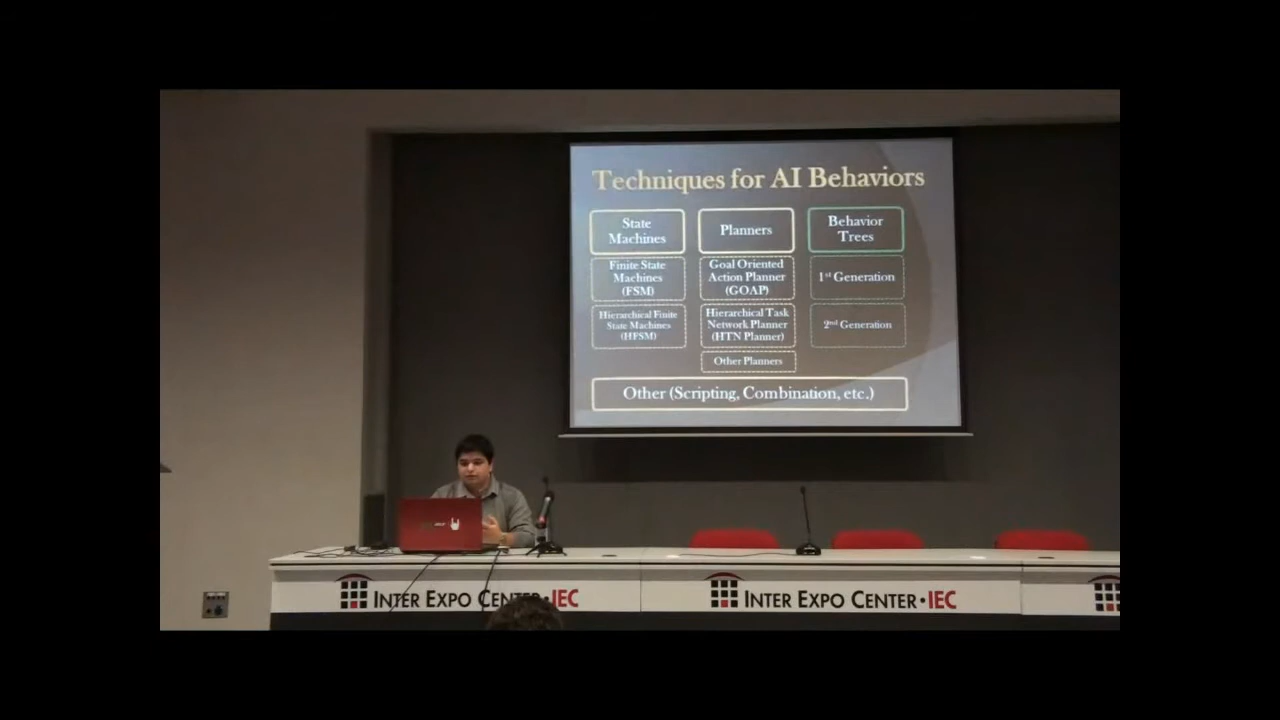 Techniques for AI Behaviors
State
Machines
Planners
Behavior
Trees
Finite State
Machines
(FSM)
Goal Oriented
Action Planner
(GOAP)
1st Generation
Hierarchical Finite
State Machines
(HFSM)
Hierarchical Task
Network Planner
(HTN Planner)
2nd Generation
Other Planners
Other (Scripting, Combination, etc.)
INTER EXPO CENTER•IEC
INTER EXPO CENTER•IEC